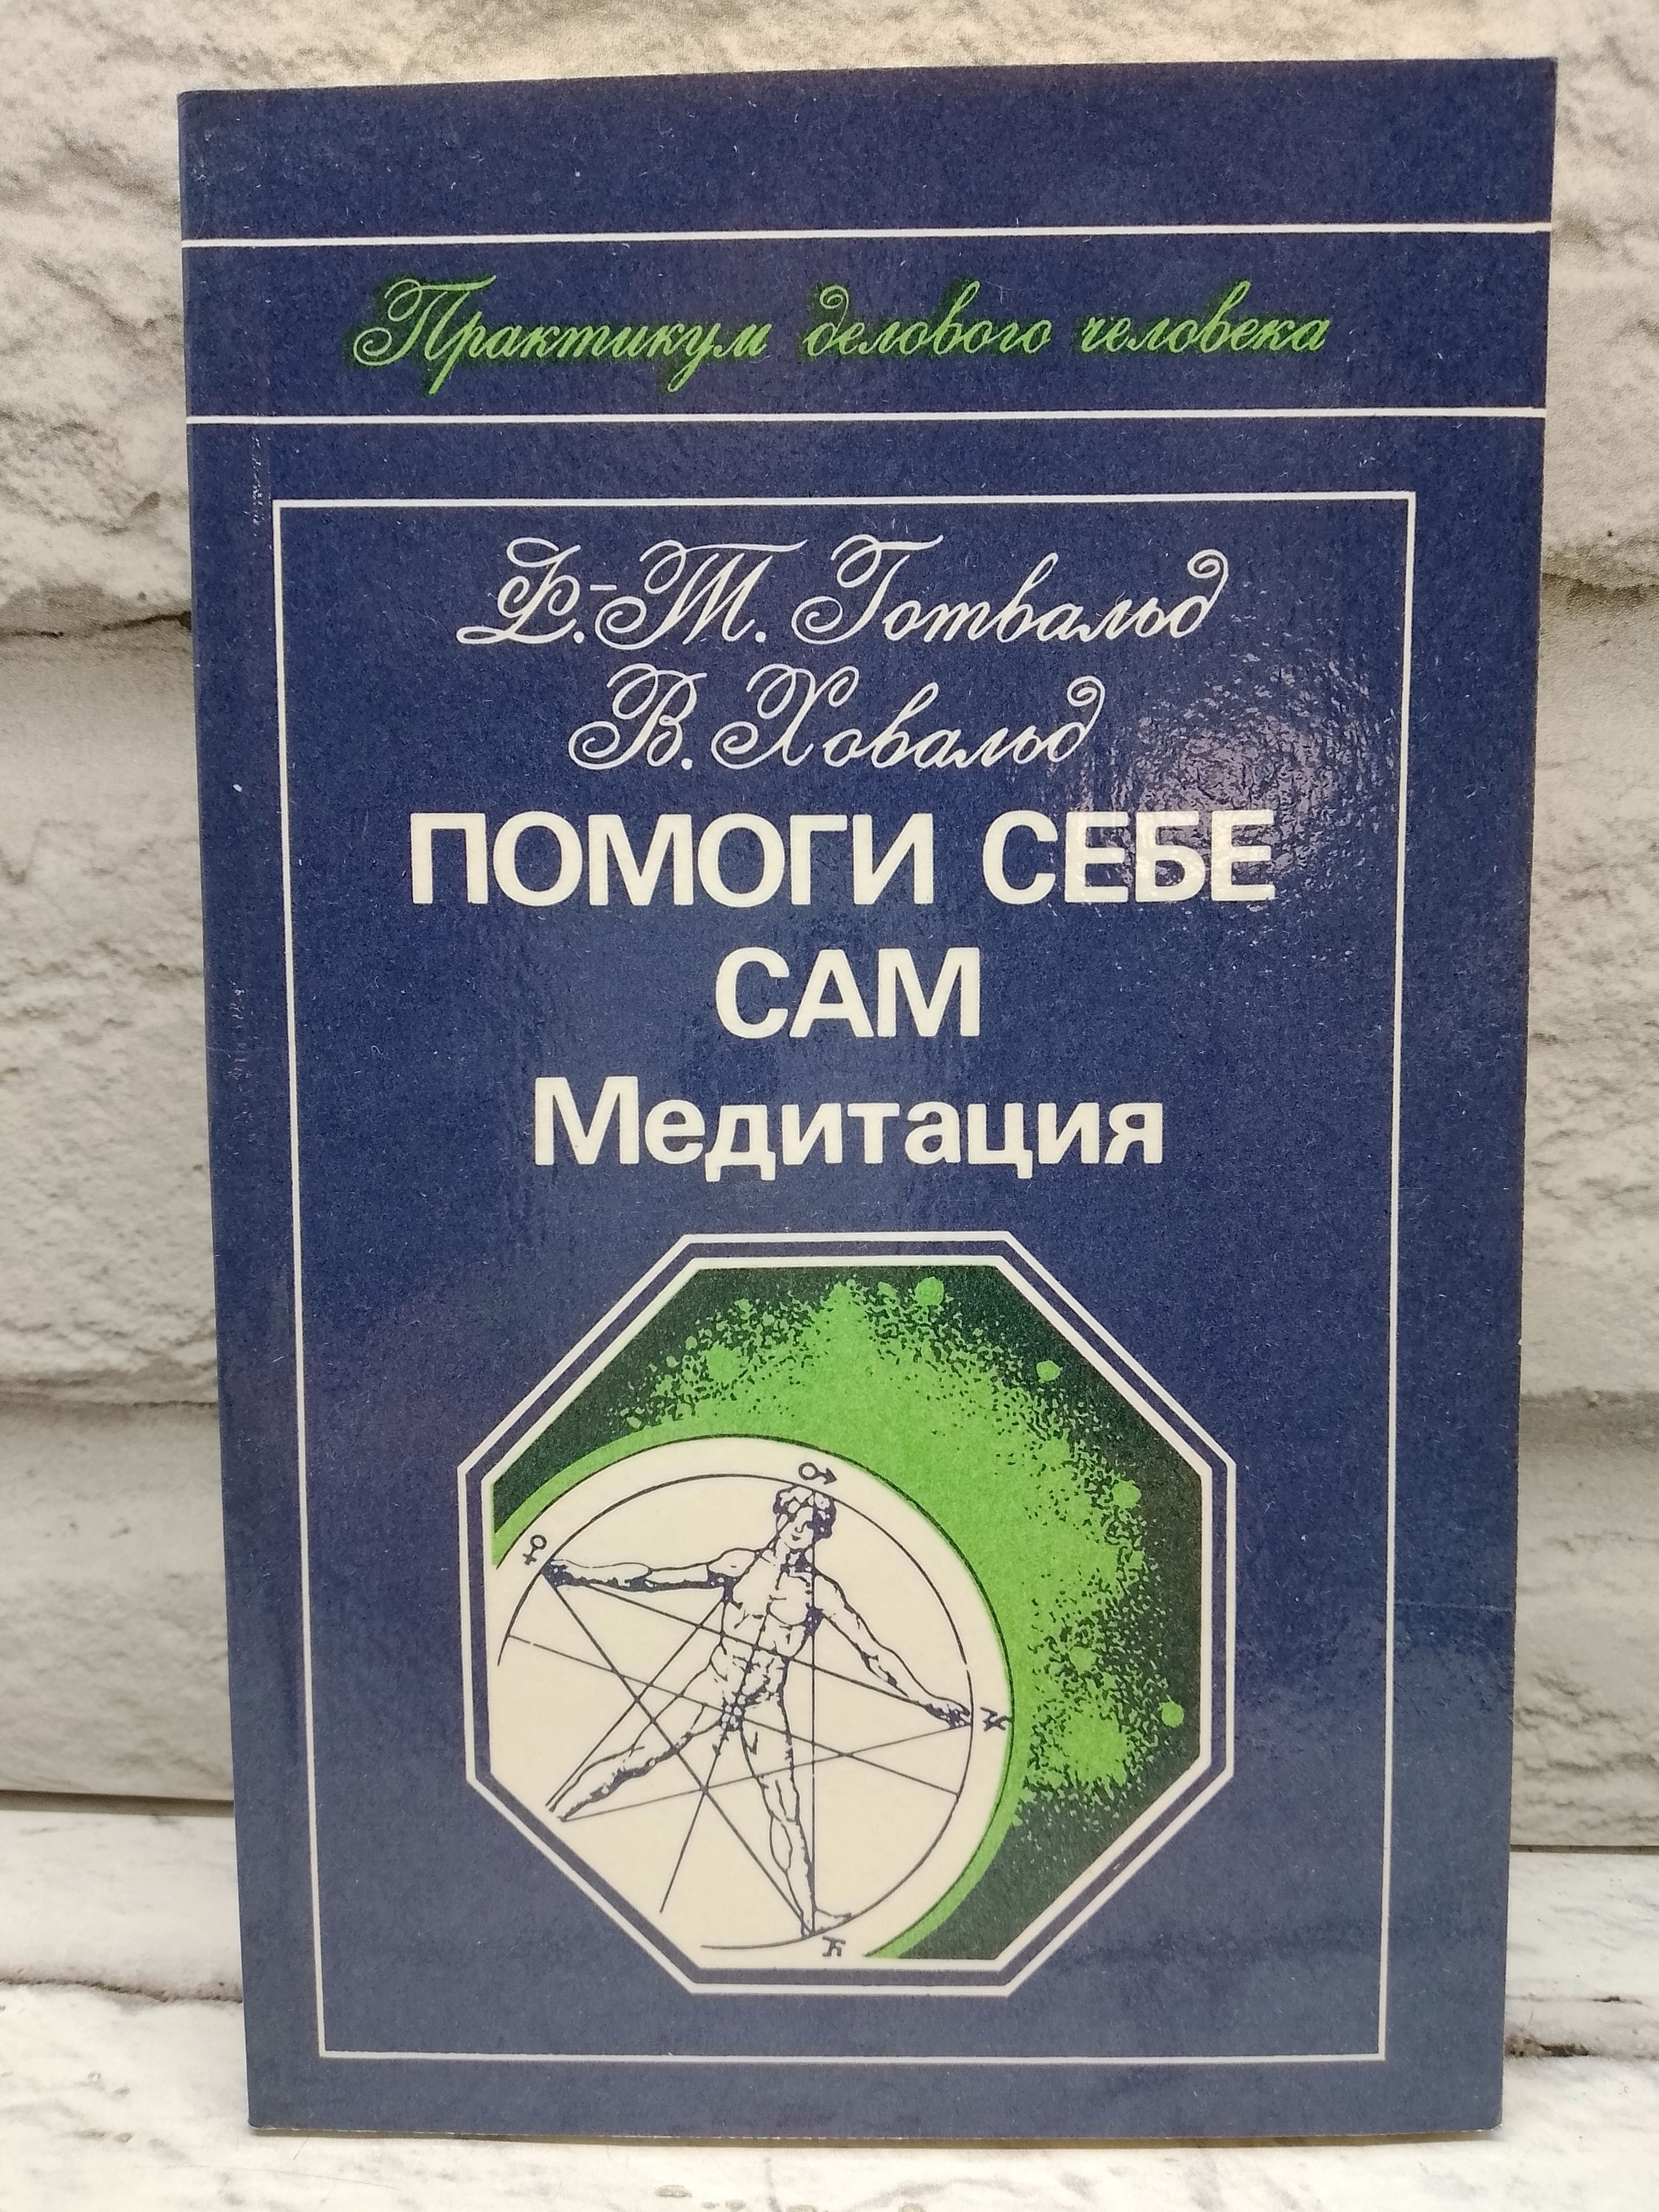 Практикум делового человека
Ф.-Т. Готвальд
В. Ховальд
ПОМОГИ СЕБЕ
САМ
Медитация
♂
♀
♃
♄